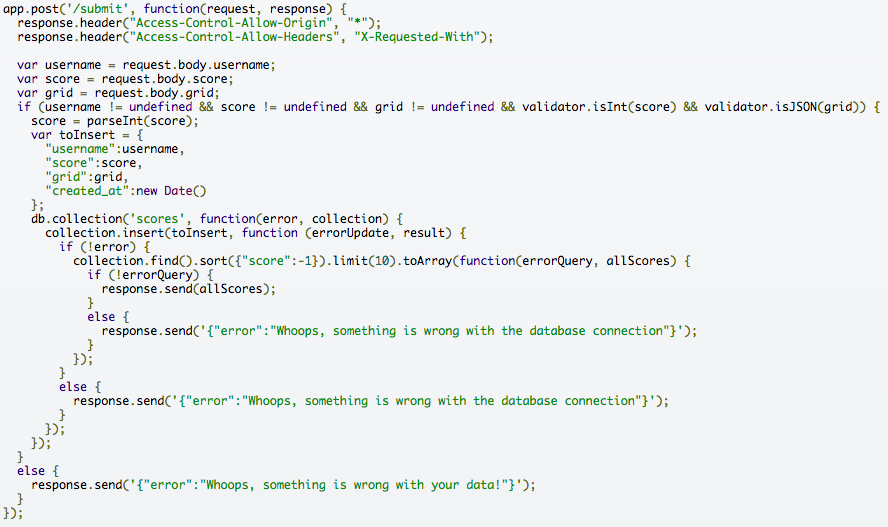 app.post('/submit', function(request, response) {
  response.header("Access-Control-Allow-Origin", "*");
  response.header("Access-Control-Allow-Headers", "X-Requested-With");

  var username = request.body.username;
  var score = request.body.score;
  var grid = request.body.grid;
  if (username != undefined && score != undefined && grid != undefined && validator.isInt(score) && validator.isJSON(grid)) {
    score = parseInt(score);
    var toInsert = {
      "username":username,
      "score":score,
      "grid":grid,
      "created_at":new Date()
    };
    db.collection('scores', function(error, collection) {
      collection.insert(toInsert, function (errorUpdate, result) {
        if (!error) {
          collection.find().sort({"score":-1}).limit(10).toArray(function(errorQuery, allScores) {
            if (!errorQuery) {
              response.send(allScores);
            }
            else {
              response.send('{"error":"Whoops, something is wrong with the database connection"}');
            }
          });
        }
        else {
          response.send('{"error":"Whoops, something is wrong with the database connection"}');
        }
      });
    });
  }
  else {
    response.send('{"error":"Whoops, something is wrong with your data!"}');
  }
});